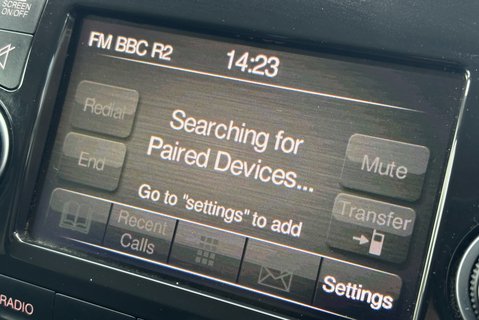 SCREEN
ON/OFF
FM BBC R2
14:23
Redial
Searching for
Paired Devices...
Mute
End
Go to "settings" to add
Transfer
Recent
Calls
Settings
RADIO